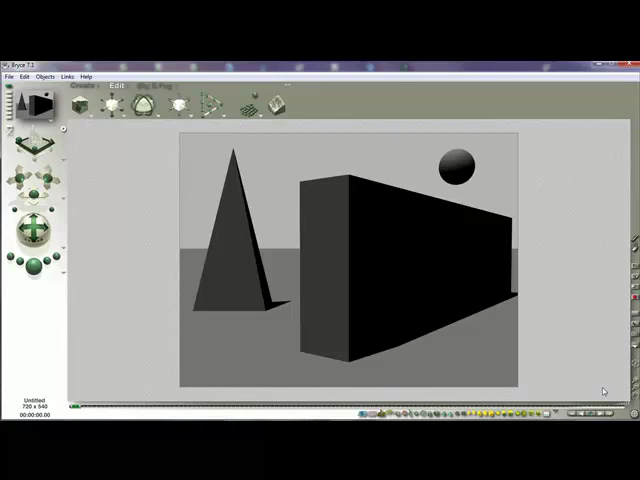 Bryce 7.1
File Edit Objects Links Help
Create Edit Sky & Fog
Untitled
720 x 540
00:00:00.00